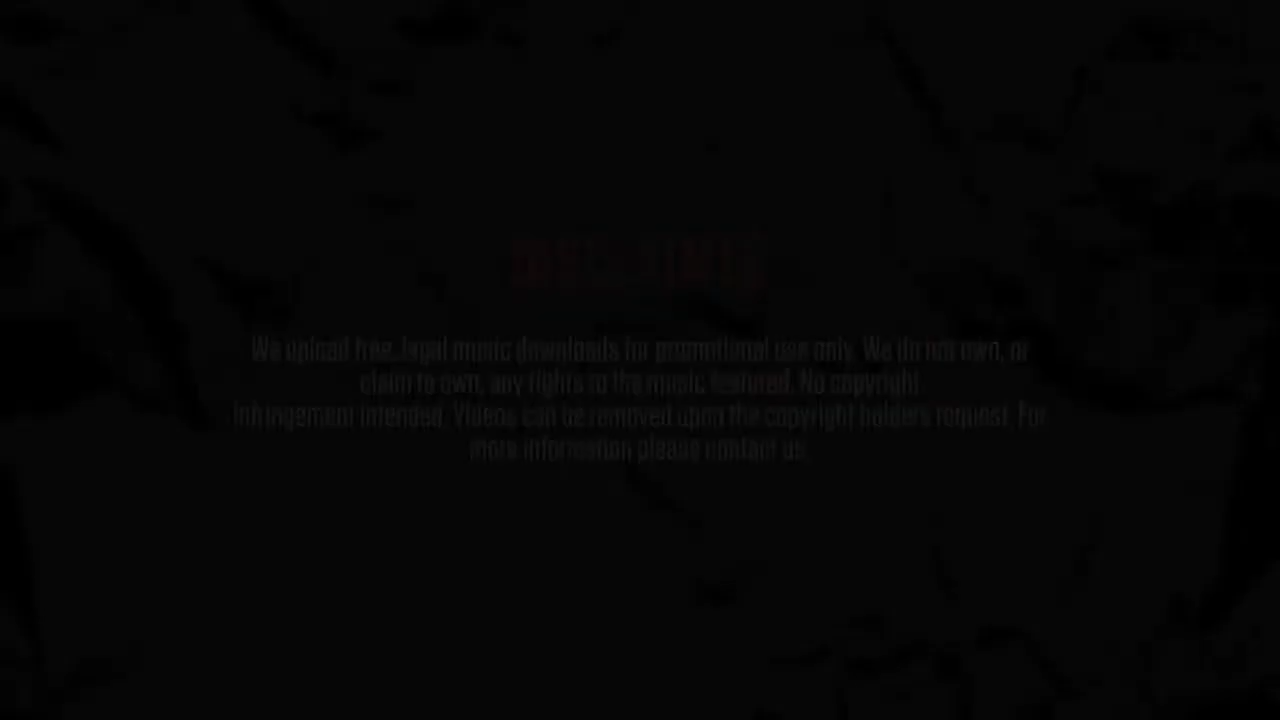 We upload free, legal music downloads for promotional use only. We do not own, or
claim to own, any rights to the music featured. No copyright
infringement intended. Videos can be removed upon the copyright holders request. For
more information please contact us.